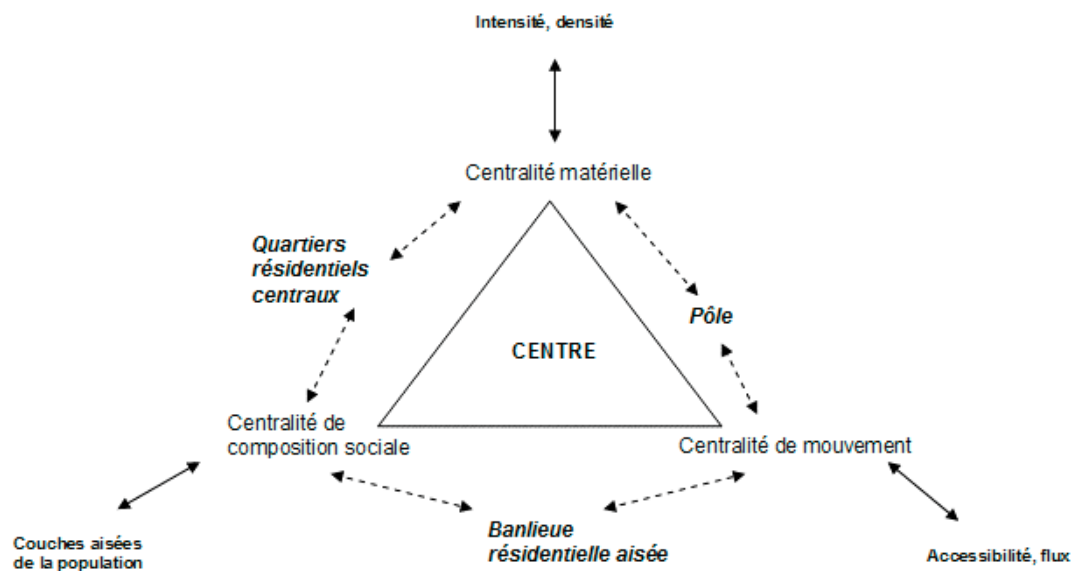 Intensité, densité
Centralité matérielle
Quartiers
résidentiels
centraux
Pôle
CENTRE
Centralité de
composition sociale
Centralité de mouvement
Banlieue
résidentielle aisée
Couches aisées
de la population
Accessibilité, flux